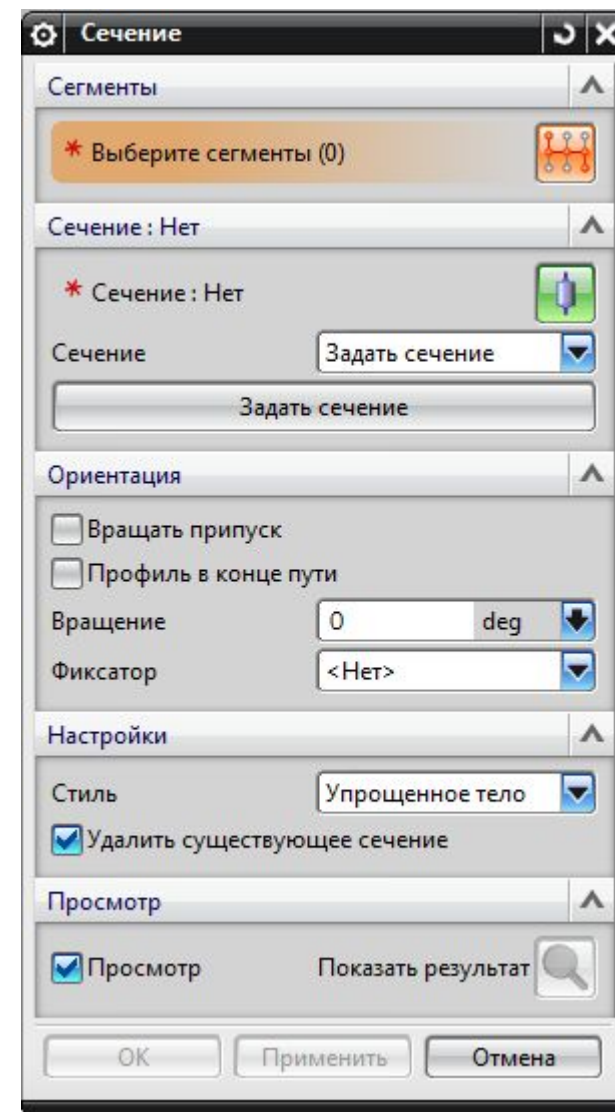 Сечение
Сегменты
* Выберите сегменты (0)
Сечение : Нет
* Сечение : Нет
Сечение Задать сечение
Задать сечение
Ориентация
Вращать припуск
Профиль в конце пути
Вращение 0 deg
Фиксатор <Нет>
Настройки
Стиль Упрощенное тело
Удалить существующее сечение
Просмотр
Просмотр Показать результат
ОК Применить Отмена